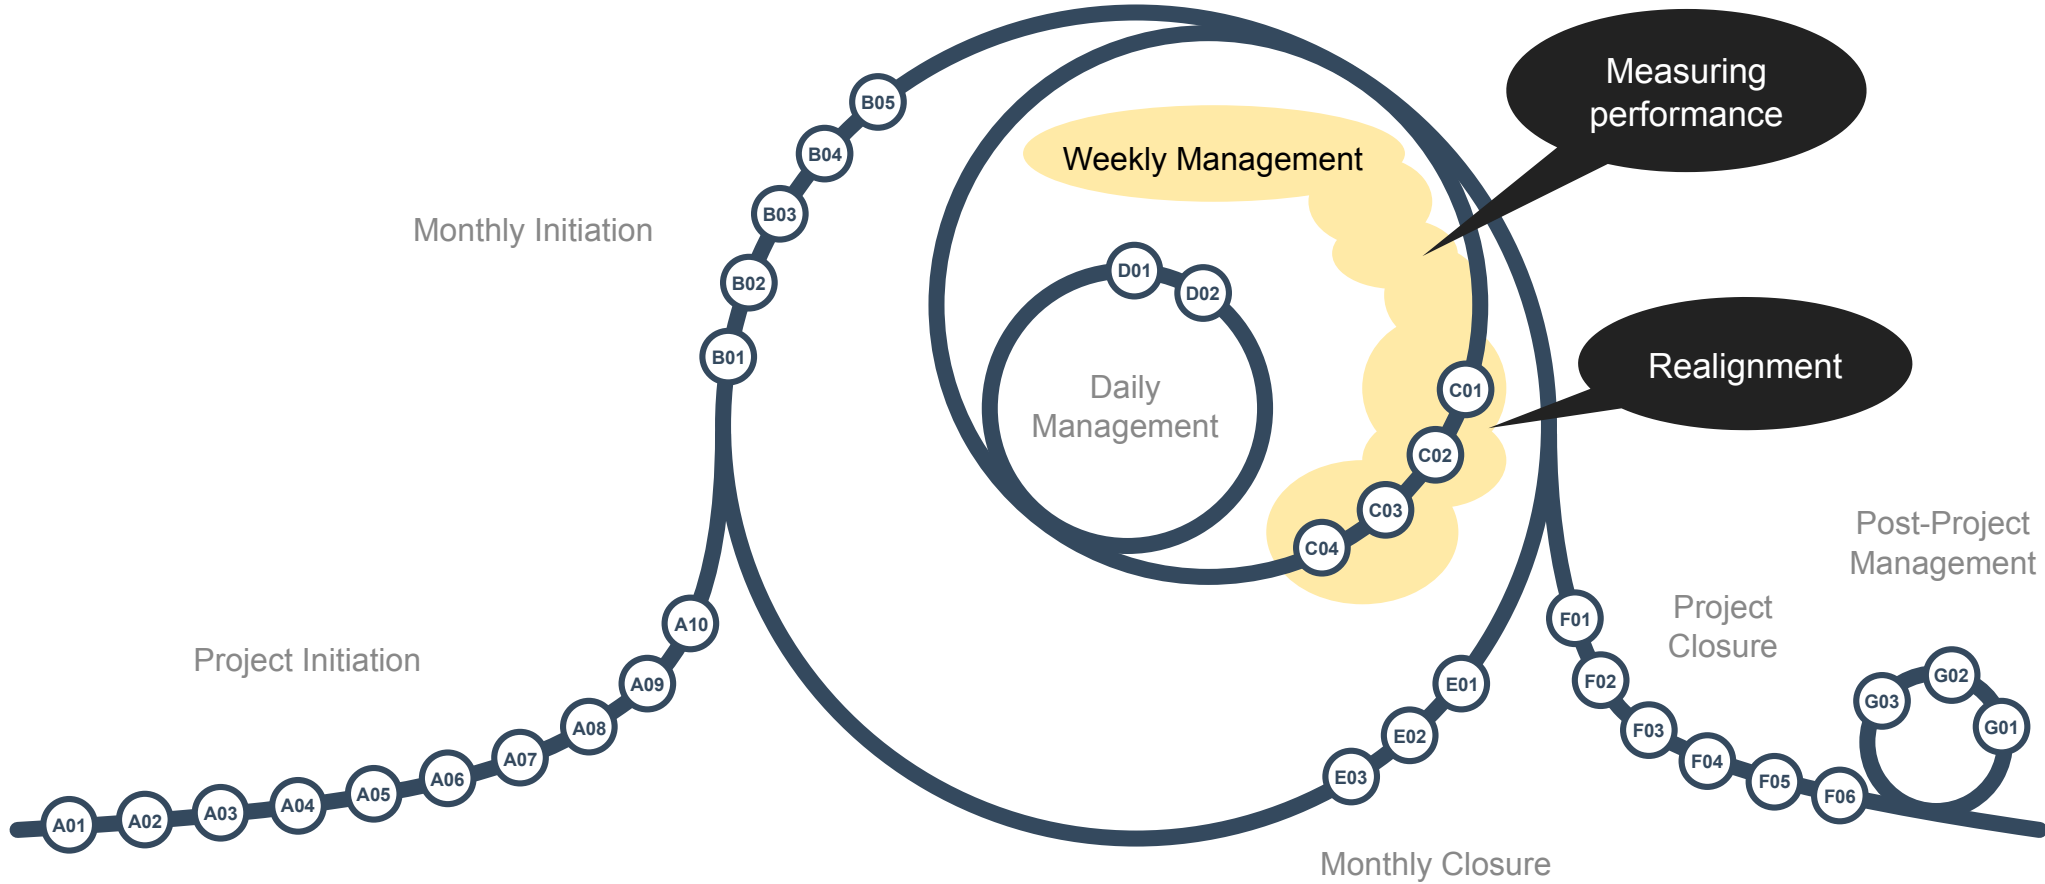 Measuring
performance
Weekly Management
Monthly Initiation
Realignment
Daily
Management
Post-Project
Management
Project
Closure
Project Initiation
Monthly Closure
A01
A02
A03
A04
A05
A06
A07
A08
A09
A10
B01
B02
B03
B04
B05
C01
C02
C03
C04
D01
D02
E01
E02
E03
F01
F02
F03
F04
F05
F06
G03
G02
G01